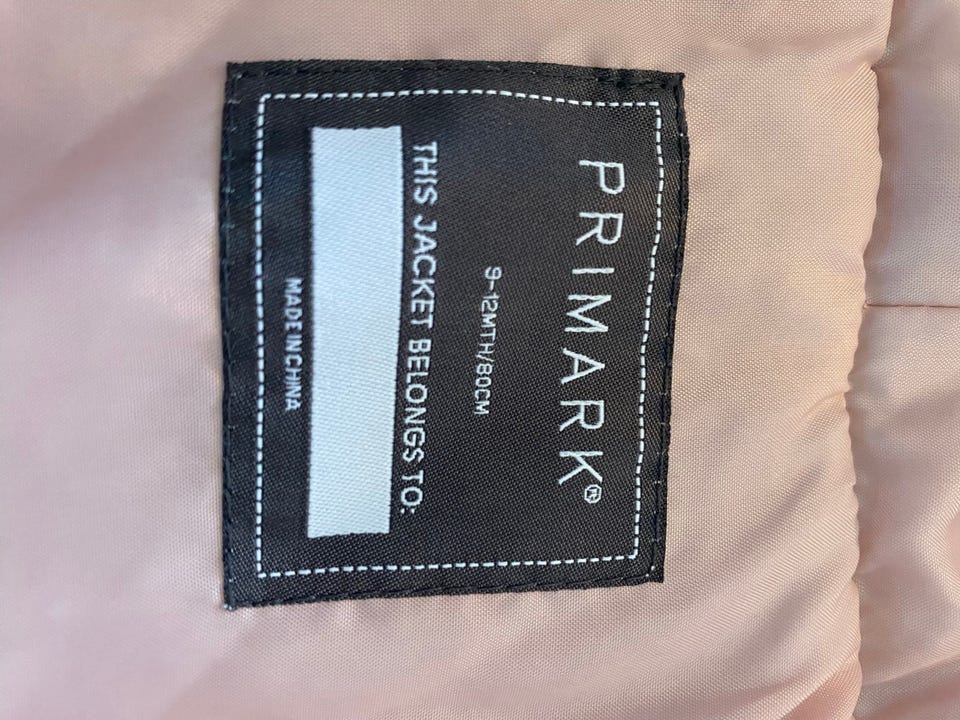 PRIMARK®
9-12MTH/80CM
THIS JACKET BELONGS TO:
MADE IN CHINA